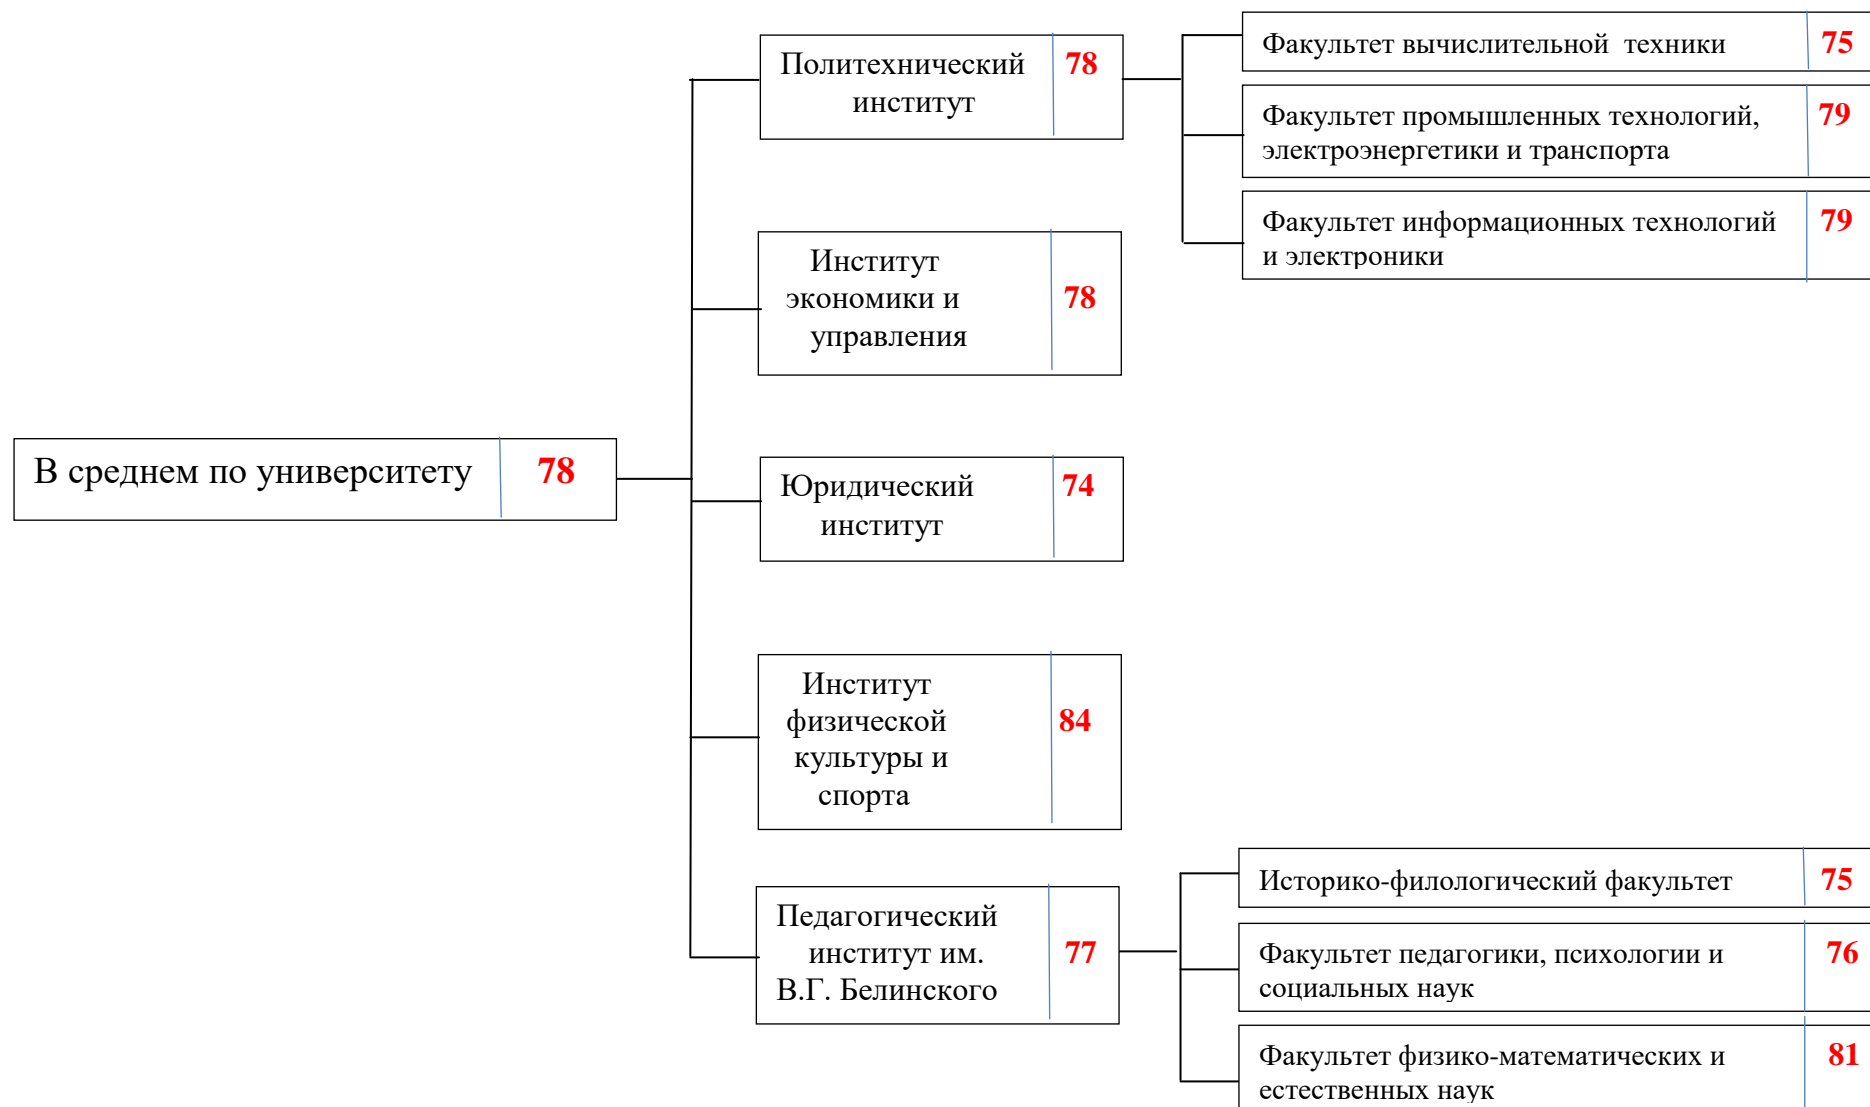 В среднем по университету 78
Политехнический 78
институт
Институт
экономики и 78
управления
Юридический 74
институт
Институт
физической 84
культуры и
спорта
Педагогический
институт им. 77
В.Г. Белинского
Факультет вычислительной техники 75
Факультет промышленных технологий, 79
электроэнергетики и транспорта
Факультет информационных технологий 79
и электроники
Историко-филологический факультет 75
Факультет педагогики, психологии и 76
социальных наук
Факультет физико-математических и 81
естественных наук